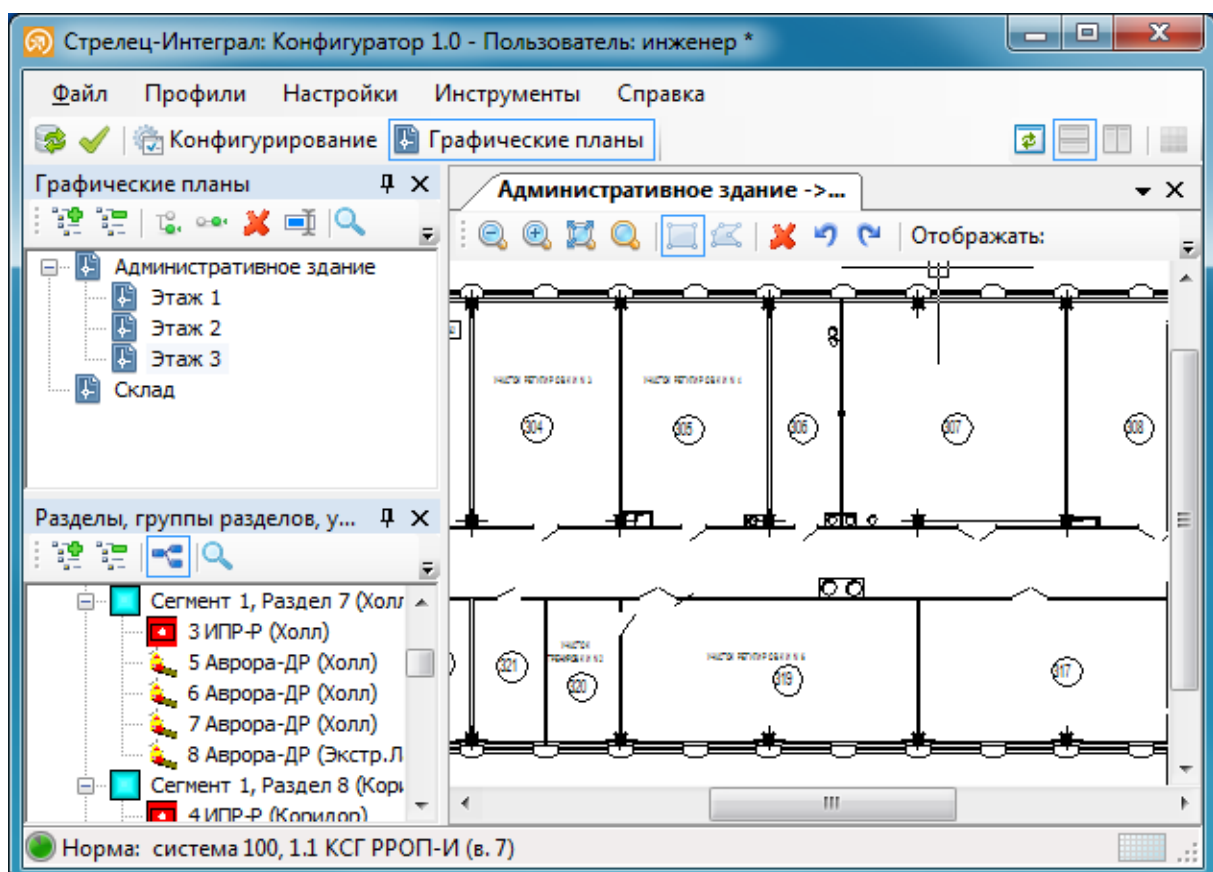 Стрелец-Интеграл: Конфигуратор 1.0 - Пользователь: инженер *
Файл Профили Настройки Инструменты Справка
Конфигурирование Графические планы
Графические планы
Административное здание
Этаж 1
Этаж 2
Этаж 3
Склад
Разделы, группы разделов, у...
Сегмент 1, Раздел 7 (Холл
3 ИПР-Р (Холл)
5 Аврора-ДР (Холл)
6 Аврора-ДР (Холл)
7 Аврора-ДР (Холл)
8 Аврора-ДР (Экстр.Л
Сегмент 1, Раздел 8 (Кори
4 ИПР-Р (Коридор)
Административное здание ->...
Отображать:
304 305 306 307 308
321 320 319 317
Норма: система 100, 1.1 КСГ РРОП-И (в. 7)